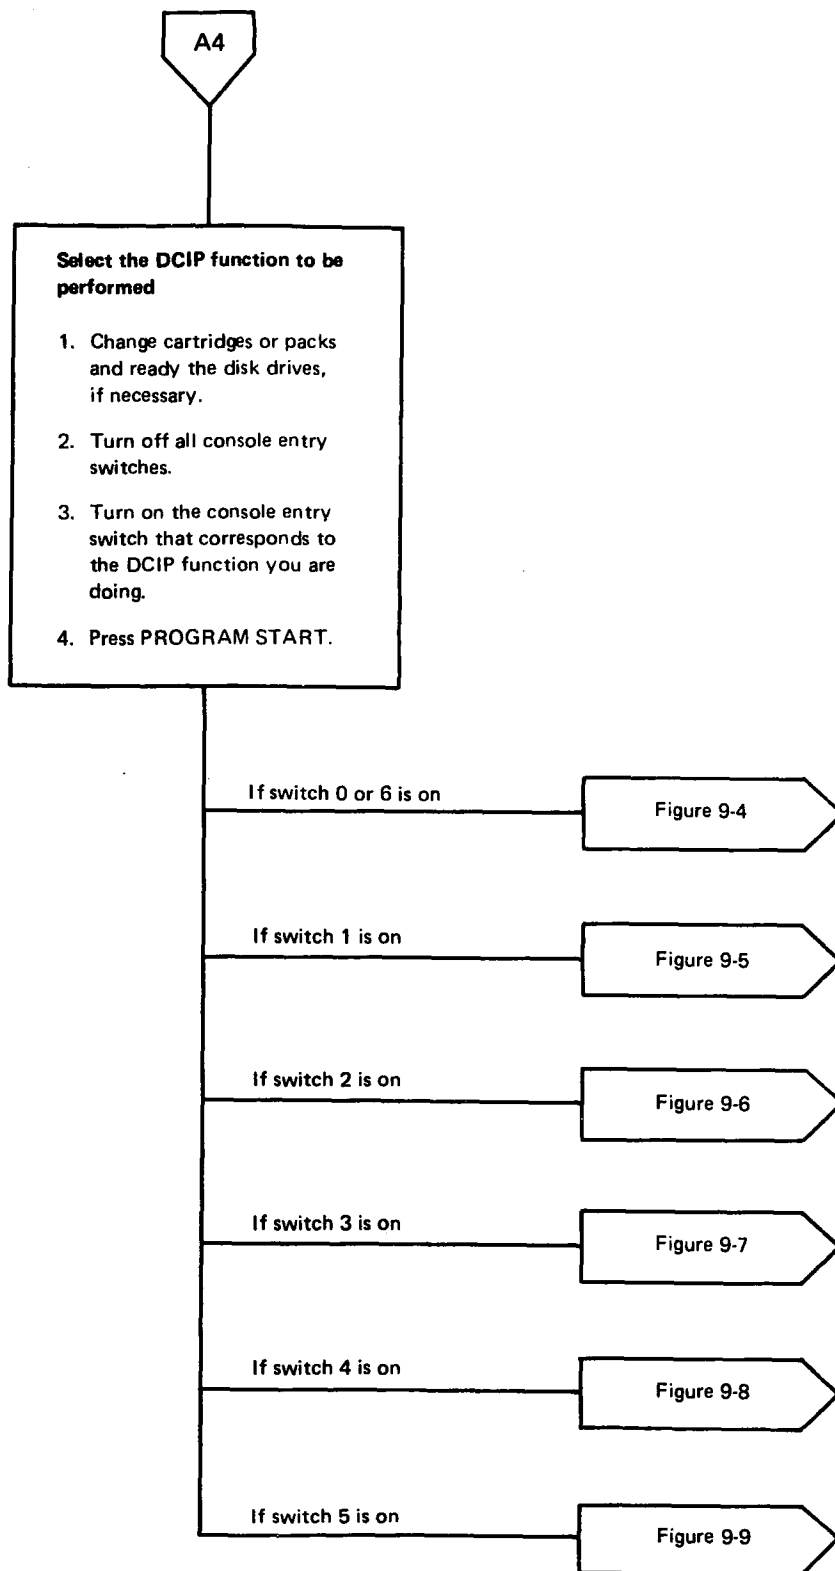 A4
Select the DCIP function to be
performed
1. Change cartridges or packs
and ready the disk drives,
if necessary.
2. Turn off all console entry
switches.
3. Turn on the console entry
switch that corresponds to
the DCIP function you are
doing.
4. Press PROGRAM START.
If switch 0 or 6 is on
Figure 9-4
If switch 1 is on
Figure 9-5
If switch 2 is on
Figure 9-6
If switch 3 is on
Figure 9-7
If switch 4 is on
Figure 9-8
If switch 5 is on
Figure 9-9